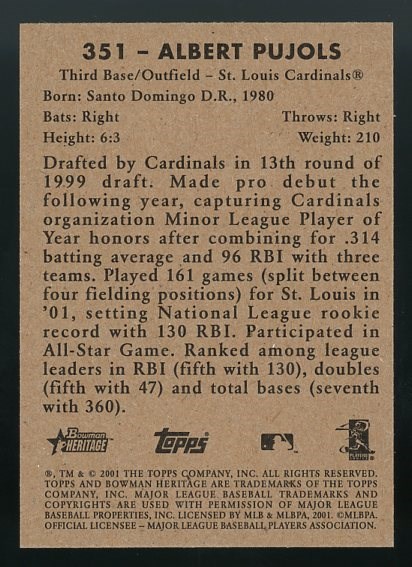 351 – ALBERT PUJOLS
Third Base/Outfield – St. Louis Cardinals®
Born: Santo Domingo D.R., 1980
Bats: Right Throws: Right
Height: 6:3 Weight: 210
Drafted by Cardinals in 13th round of
1999 draft. Made pro debut the
following year, capturing Cardinals
organization Minor League Player of
Year honors after combining for .314
batting average and 96 RBI with three
teams. Played 161 games (split between
four fielding positions) for St. Louis in
'01, setting National League rookie
record with 130 RBI. Participated in
All-Star Game. Ranked among league
leaders in RBI (fifth with 130), doubles
(fifth with 47) and total bases (seventh
with 360).
Bowman
HERITAGE
Topps
PLAYERS
®, TM & © 2001 THE TOPPS COMPANY, INC. ALL RIGHTS RESERVED.
TOPPS AND BOWMAN HERITAGE ARE TRADEMARKS OF THE TOPPS
COMPANY, INC. MAJOR LEAGUE BASEBALL TRADEMARKS AND
COPYRIGHTS ARE USED WITH PERMISSION OF MAJOR LEAGUE
BASEBALL PROPERTIES, INC. LICENSED BY MLB & MLBPA, 2001. ©MLBPA.
OFFICIAL LICENSEE – MAJOR LEAGUE BASEBALL PLAYERS ASSOCIATION.